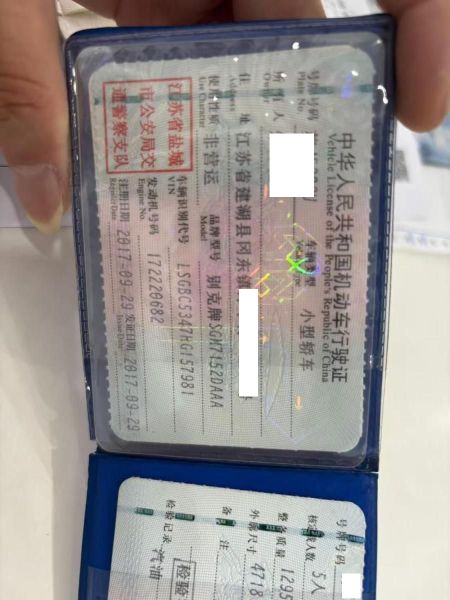 中华人民共和国机动车行驶证
Vehicle License of the People's Republic of China
号牌号码
Plate No.
车辆类型
小型轿车
所有人
Owner
住 址 江苏省建湖县冈东镇
Address
使用性质 非营运
Use Character
品牌型号 别克牌SGM7152DAAA
Model
江苏省盐城
市公安局交
通警察支队
车辆识别代号 LSGBC5347HG157981
VIN
发动机号码 172220082
Engine No.
注册日期 2017-09-29 发证日期 2017-09-29
Register Date Issue Date
号牌号码
核定载人数 5人
整备质量 1295
外廓尺寸 4718
备 注
检验记录 汽油
检验